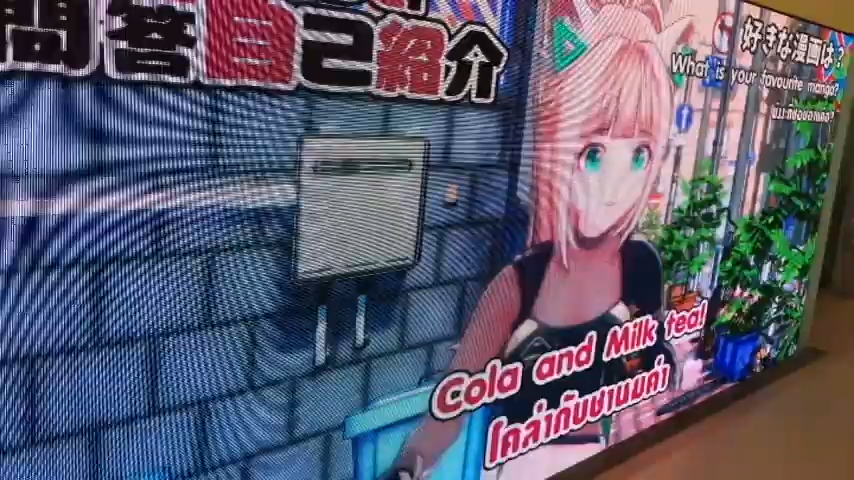 問答自己紹介
好きな漫画は?
What is your favourite manga?
Cola and Milk tea!
โคล่ากับชานมค่า